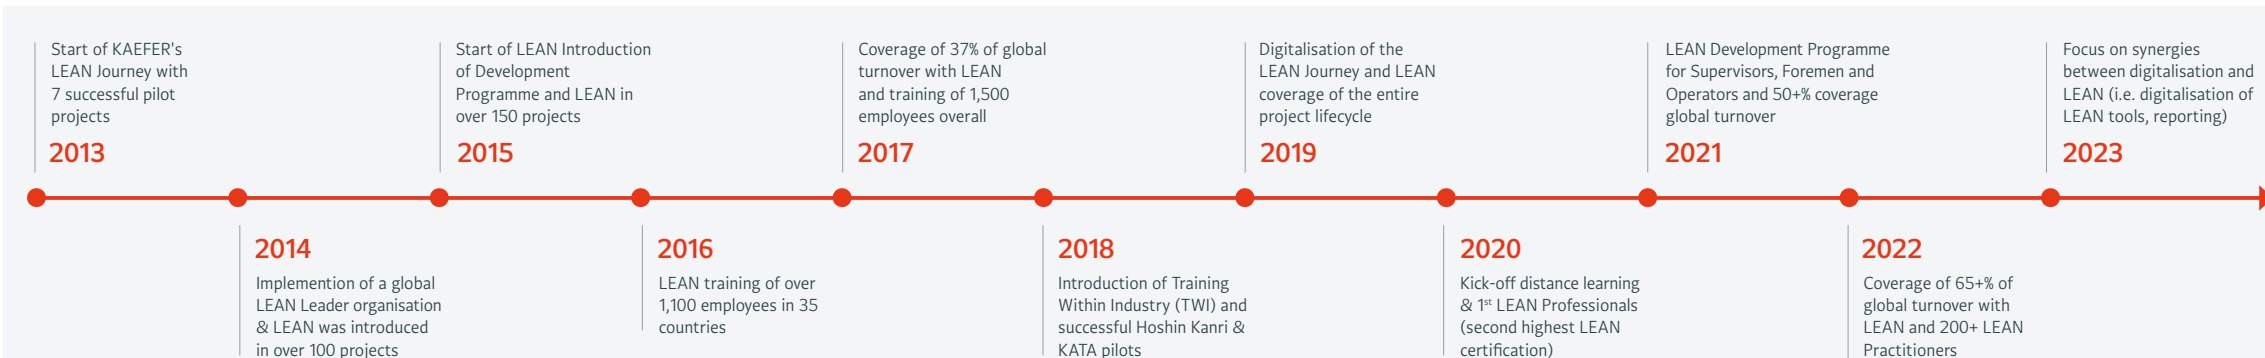 Start of KAEFER's
LEAN Journey with
7 successful pilot
projects
2013
2014
Implemention of a global
LEAN Leader organisation
& LEAN was introduced
in over 100 projects
Start of LEAN Introduction
of Development
Programme and LEAN in
over 150 projects
2015
2016
LEAN training of over
1,100 employees in 35
countries
Coverage of 37% of global
turnover with LEAN
and training of 1,500
employees overall
2017
2018
Introduction of Training
Within Industry (TWI) and
successful Hoshin Kanri &
KATA pilots
Digitalisation of the
LEAN Journey and LEAN
coverage of the entire
project lifecycle
2019
2020
Kick-off distance learning
& 1st LEAN Professionals
(second highest LEAN
certification)
LEAN Development Programme
for Supervisors, Foremen and
Operators and 50+% coverage
global turnover
2021
2022
Coverage of 65+% of
global turnover with
LEAN and 200+ LEAN
Practitioners
Focus on synergies
between digitalisation and
LEAN (i.e. digitalisation of
LEAN tools, reporting)
2023